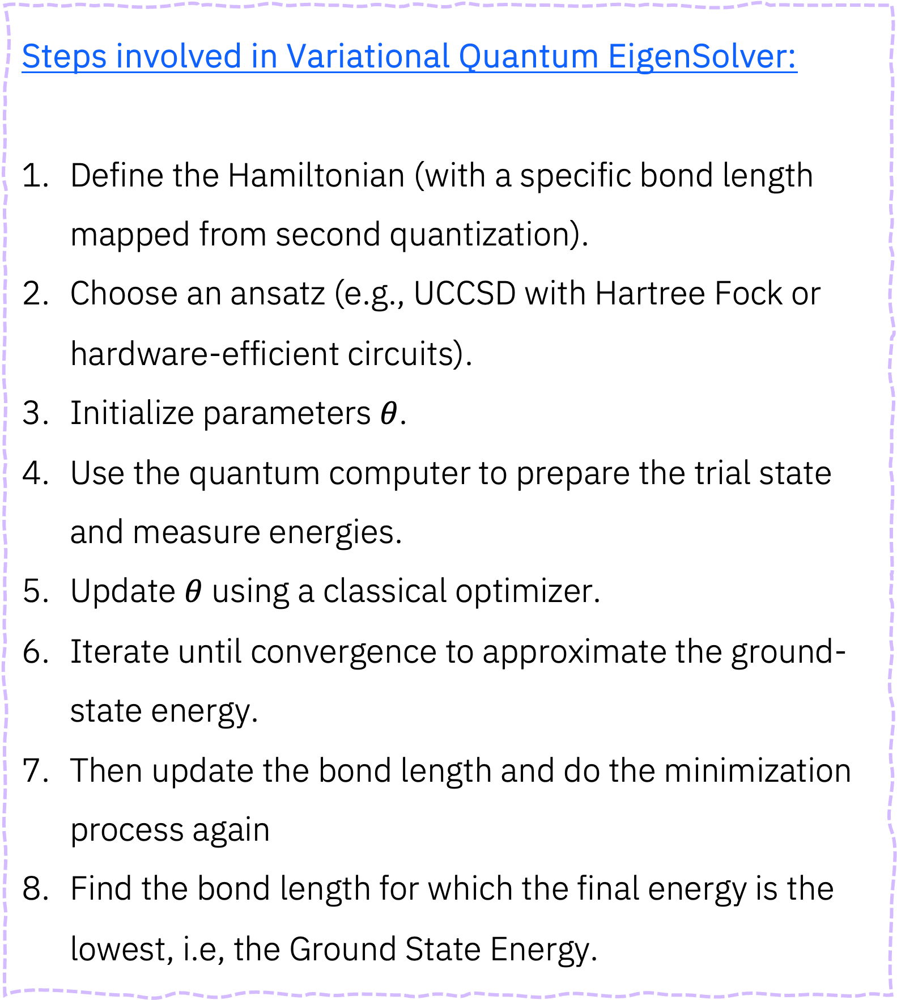 Steps involved in Variational Quantum EigenSolver:
1. Define the Hamiltonian (with a specific bond length
mapped from second quantization).
2. Choose an ansatz (e.g., UCCSD with Hartree Fock or
hardware-efficient circuits).
3. Initialize parameters θ.
4. Use the quantum computer to prepare the trial state
and measure energies.
5. Update θ using a classical optimizer.
6. Iterate until convergence to approximate the ground-
state energy.
7. Then update the bond length and do the minimization
process again
8. Find the bond length for which the final energy is the
lowest, i.e, the Ground State Energy.